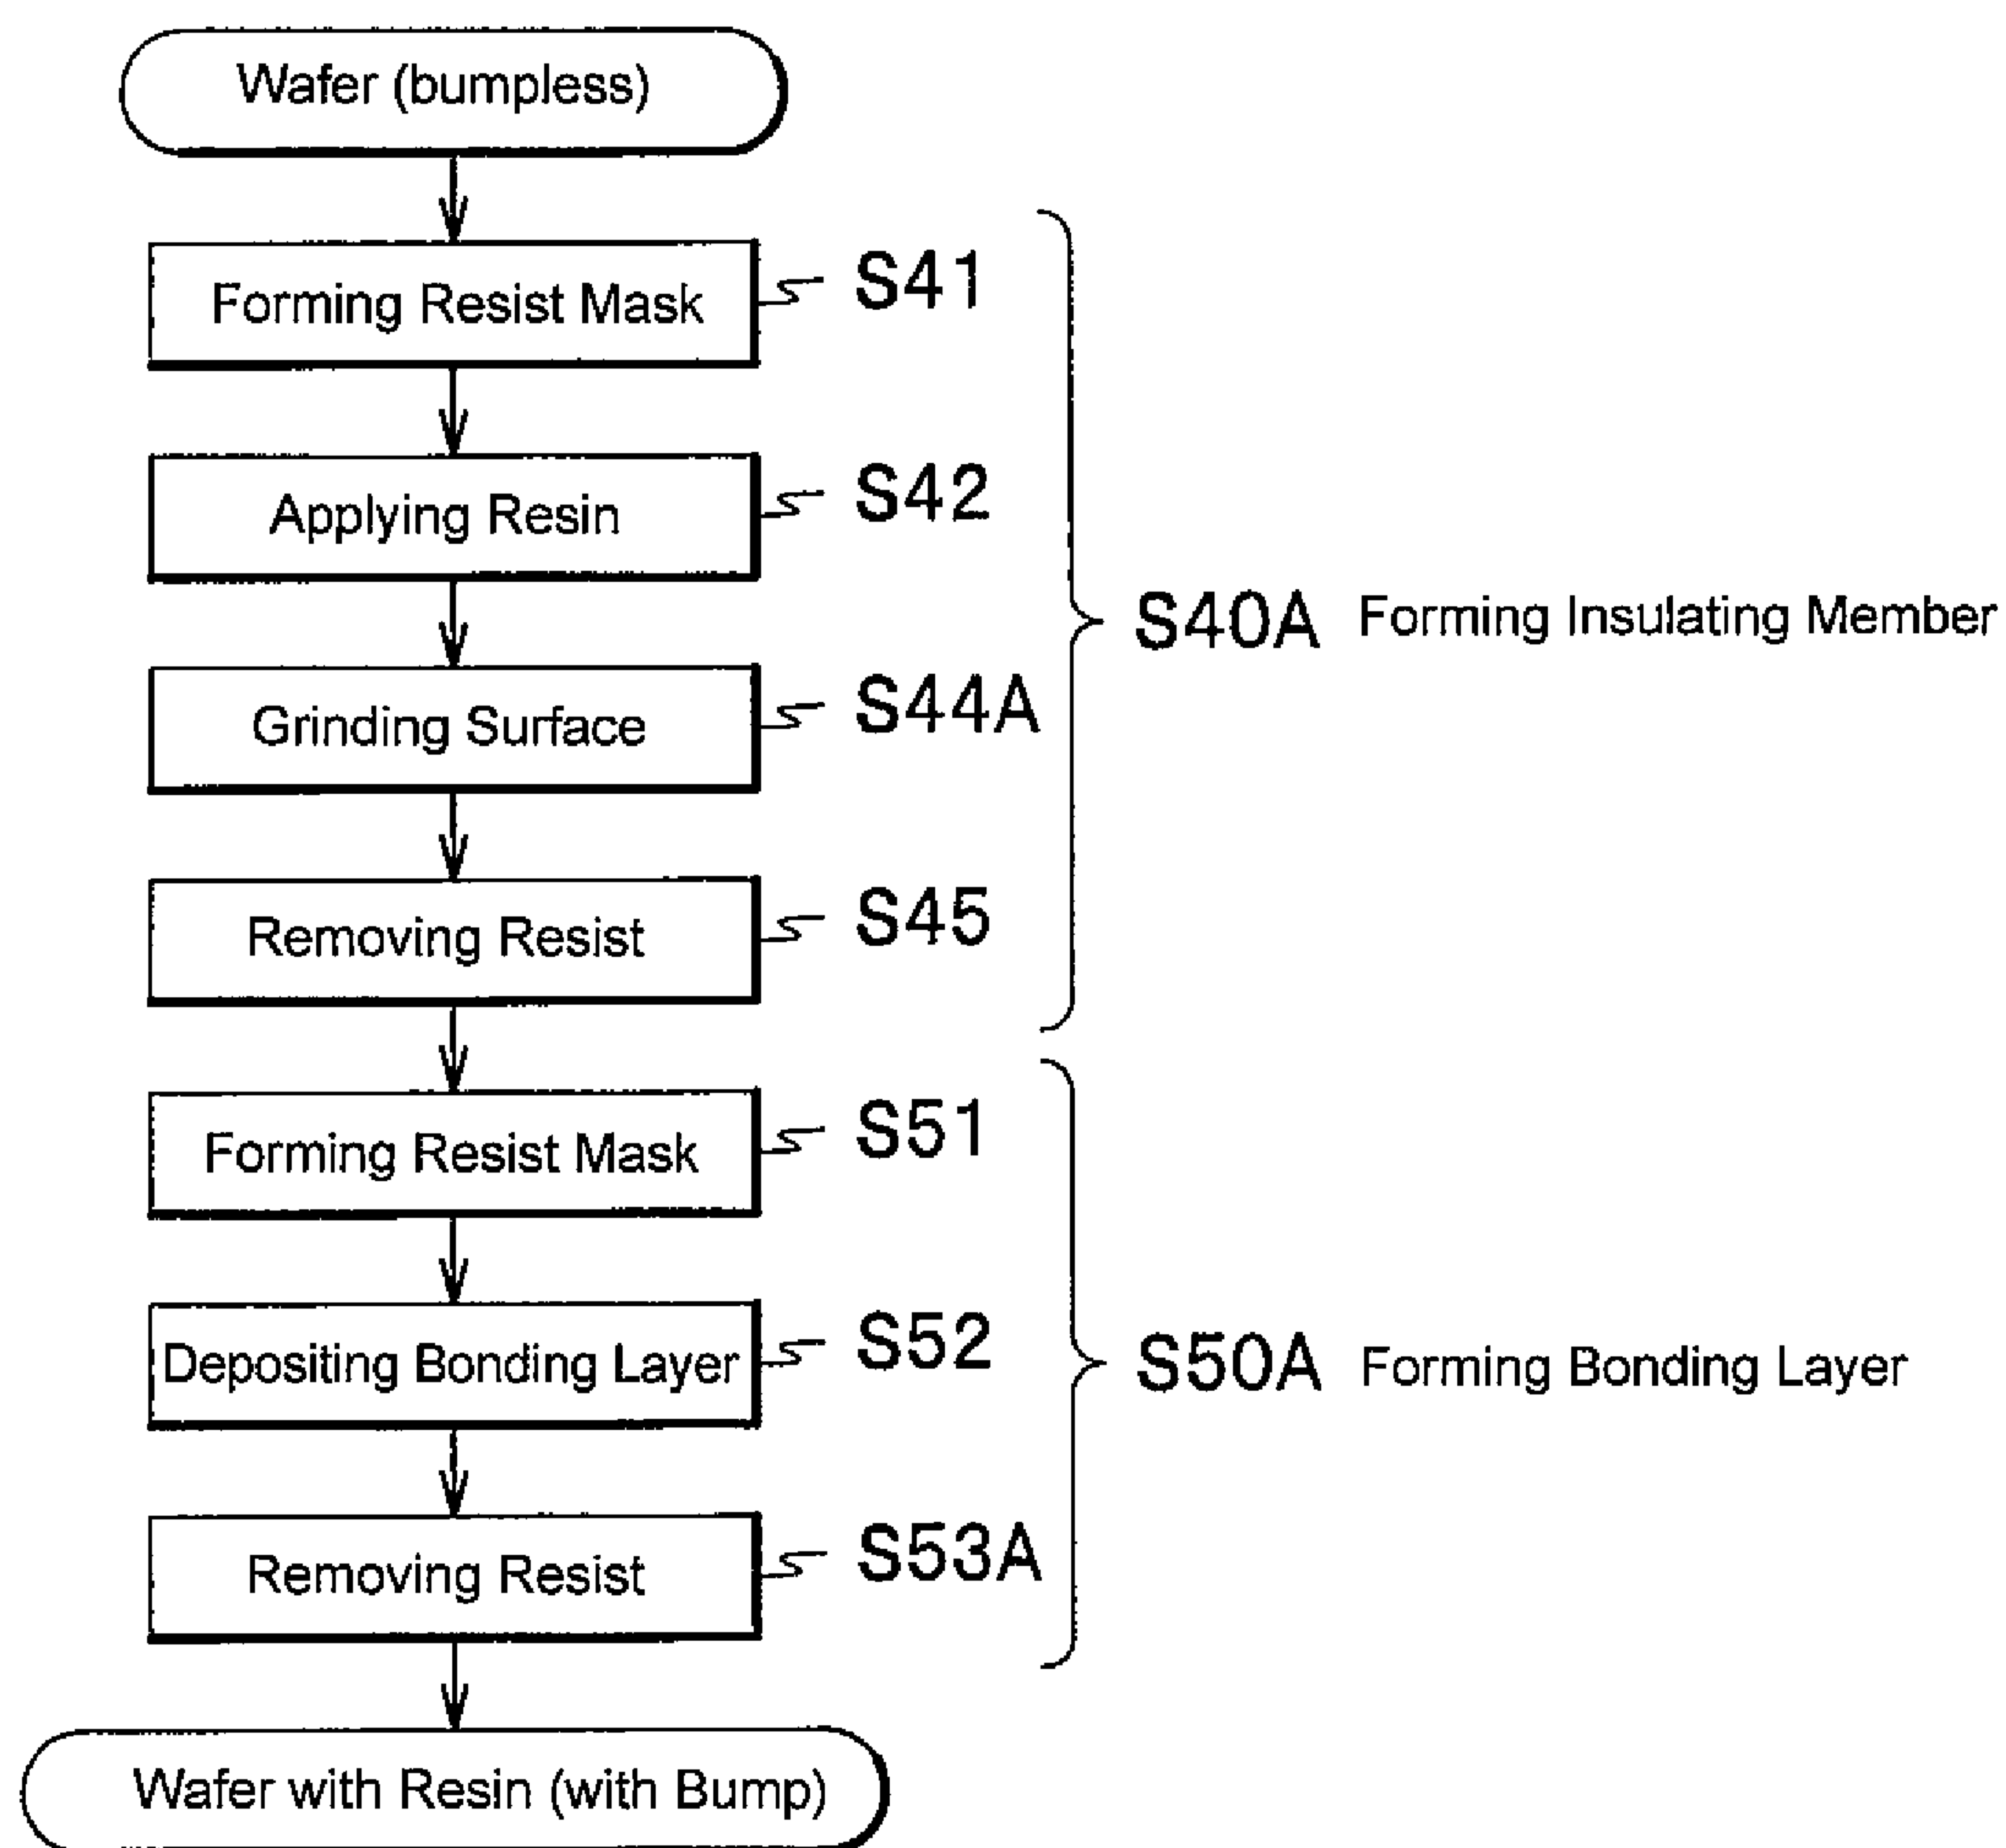 Wafer (bumpless)
Forming Resist Mask
S41
Applying Resin
S42
S40A Forming Insulating Member
Grinding Surface
S44A
Removing Resist
S45
Forming Resist Mask
S51
Depositing Bonding Layer
S52
S50A Forming Bonding Layer
Removing Resist
S53A
Wafer with Resin (with Bump)